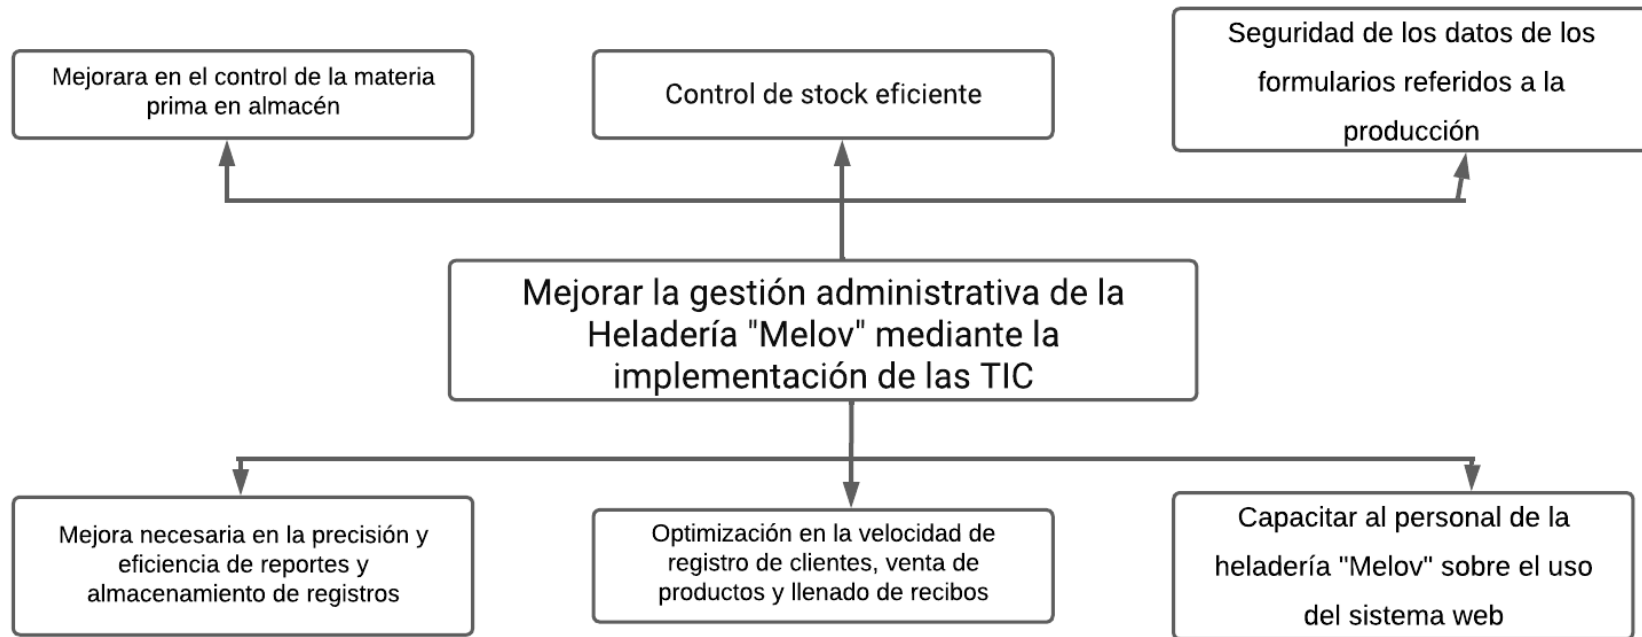 Mejorara en el control de la materia
prima en almacén
Control de stock eficiente
Seguridad de los datos de los
formularios referidos a la
producción
Mejorar la gestión administrativa de la
Heladería "Melov" mediante la
implementación de las TIC
Mejora necesaria en la precisión y
eficiencia de reportes y
almacenamiento de registros
Optimización en la velocidad de
registro de clientes, venta de
productos y llenado de recibos
Capacitar al personal de la
heladería "Melov" sobre el uso
del sistema web